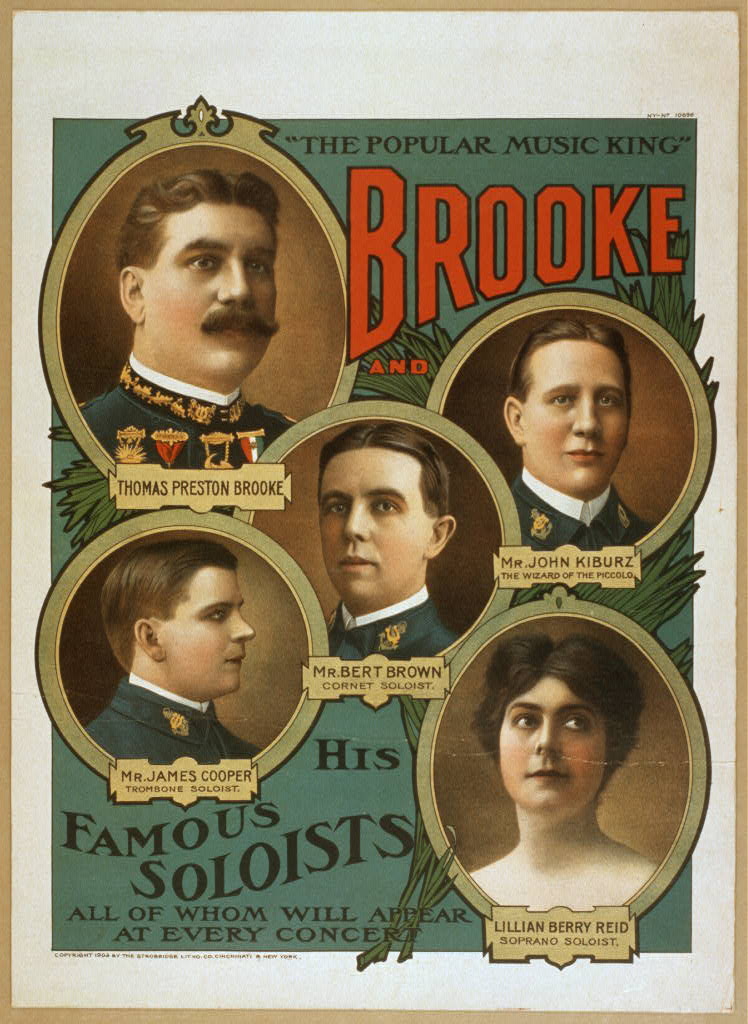 NY-Nº 10696
"THE POPULAR MUSIC KING"
BROOKE
AND
THOMAS PRESTON BROOKE
MR. JOHN KIBURZ
THE WIZARD OF THE PICCOLO.
MR. BERT BROWN
CORNET SOLOIST.
MR. JAMES COOPER
TROMBONE SOLOIST.
HIS
FAMOUS
SOLOISTS
ALL OF WHOM WILL APPEAR
AT EVERY CONCERT
LILLIAN BERRY REID
SOPRANO SOLOIST.
COPYRIGHT 1904 BY THE STROBRIDGE LITHO. CO. CINCINNATI & NEW YORK.